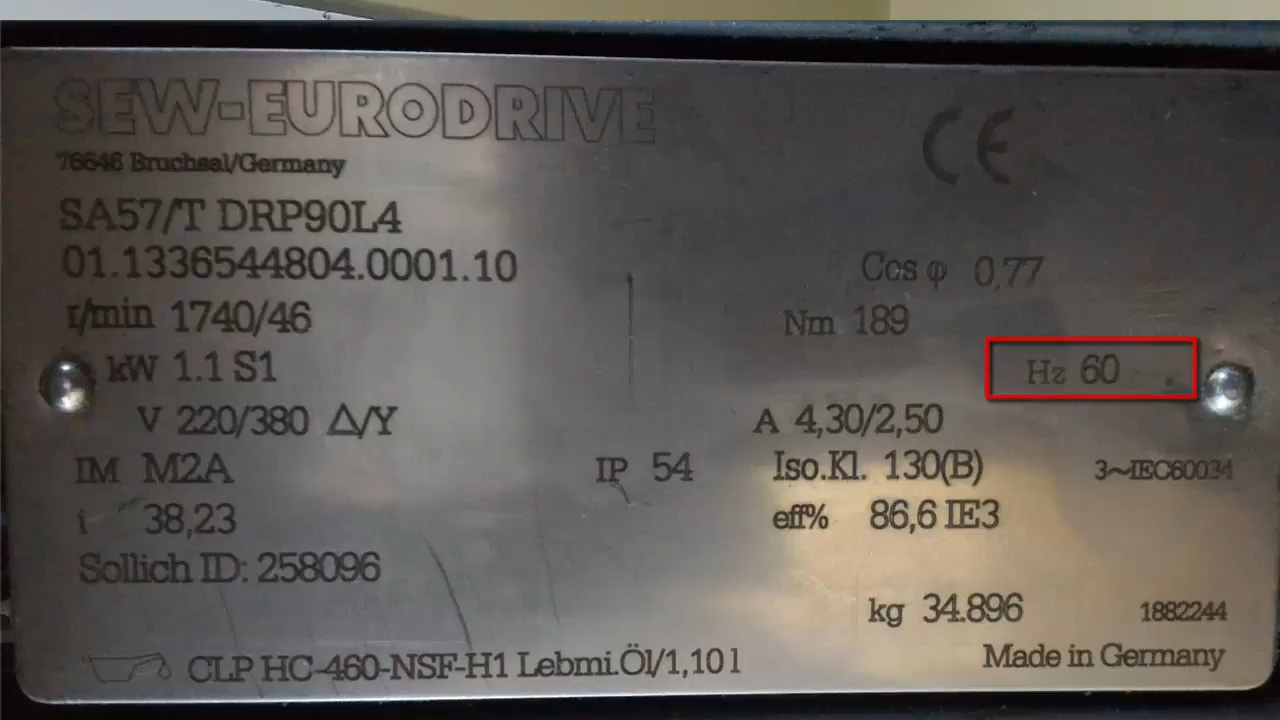 SEW-EURODRIVE
CE
76646 Bruchsal/Germany
SA57/T DRP90L4
01.1336544804.0001.10
Cos φ 0,77
r/min 1740/46
Nm 189
kW 1.1 S1
Hz 60
V 220/380 Δ/Y
A 4,30/2,50
IM M2A
IP 54
Iso.Kl. 130(B)
3~IEC60034
i 38,23
eff% 86,6 IE3
Sollich ID: 258096
kg 34.896
1882244
CLP HC-460-NSF-H1 Lebmi.Öl/1,10 l
Made in Germany